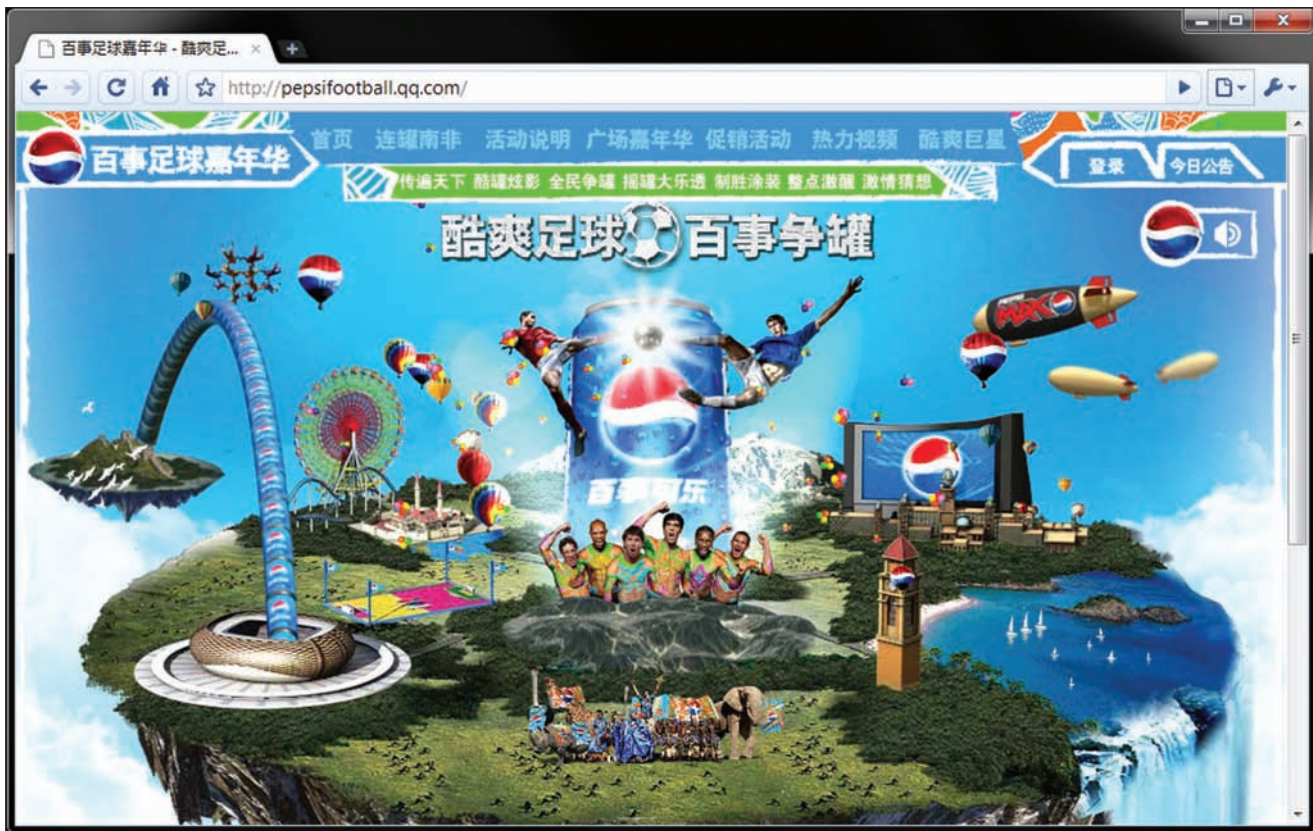 百事足球嘉年华 - 酷爽足...
http://pepsifootball.qq.com/
百事足球嘉年华
首页 连罐南非 活动说明 广场嘉年华 促销活动 热力视频 酷爽巨星
登录 今日公告
传遍天下 酷罐炫影 全民争罐 摇罐大乐透 制胜涂装 整点激醒 激情猜想
酷爽足球 百事争罐
PEPSI MAX
百事可乐